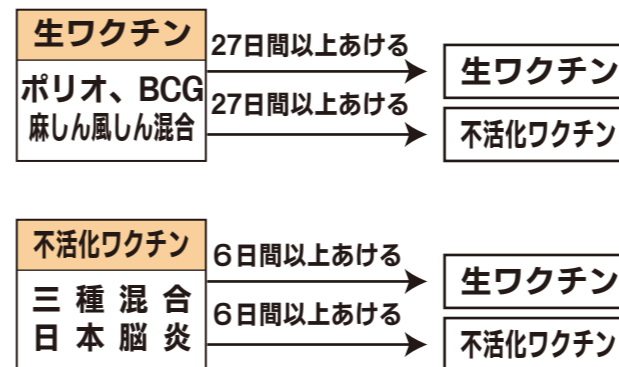 生ワクチン
ポリオ、BCG
麻しん風しん混合
27日間以上あける
27日間以上あける
生ワクチン
不活化ワクチン
不活化ワクチン
三種混合
日本脳炎
6日間以上あける
6日間以上あける
生ワクチン
不活化ワクチン